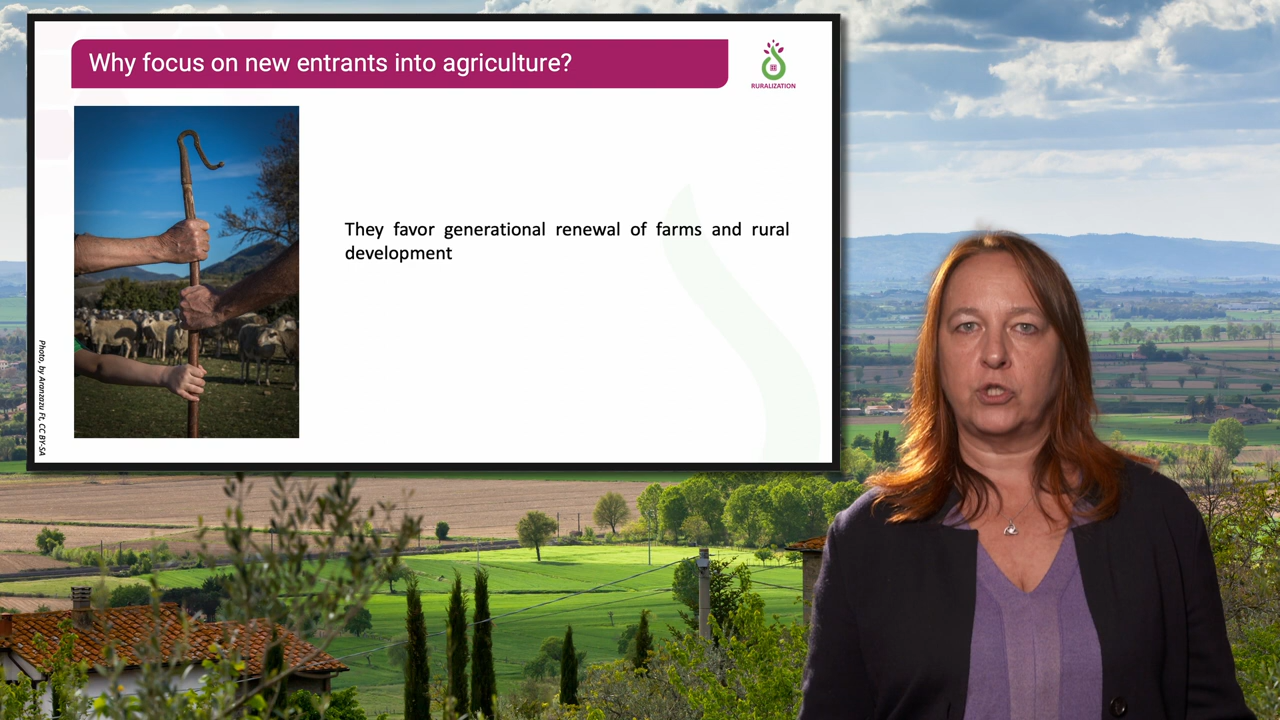 Why focus on new entrants into agriculture?
RURALIZATION
They favor generational renewal of farms and rural
development
Photo, by Aranzazu Ft, CC BY-SA